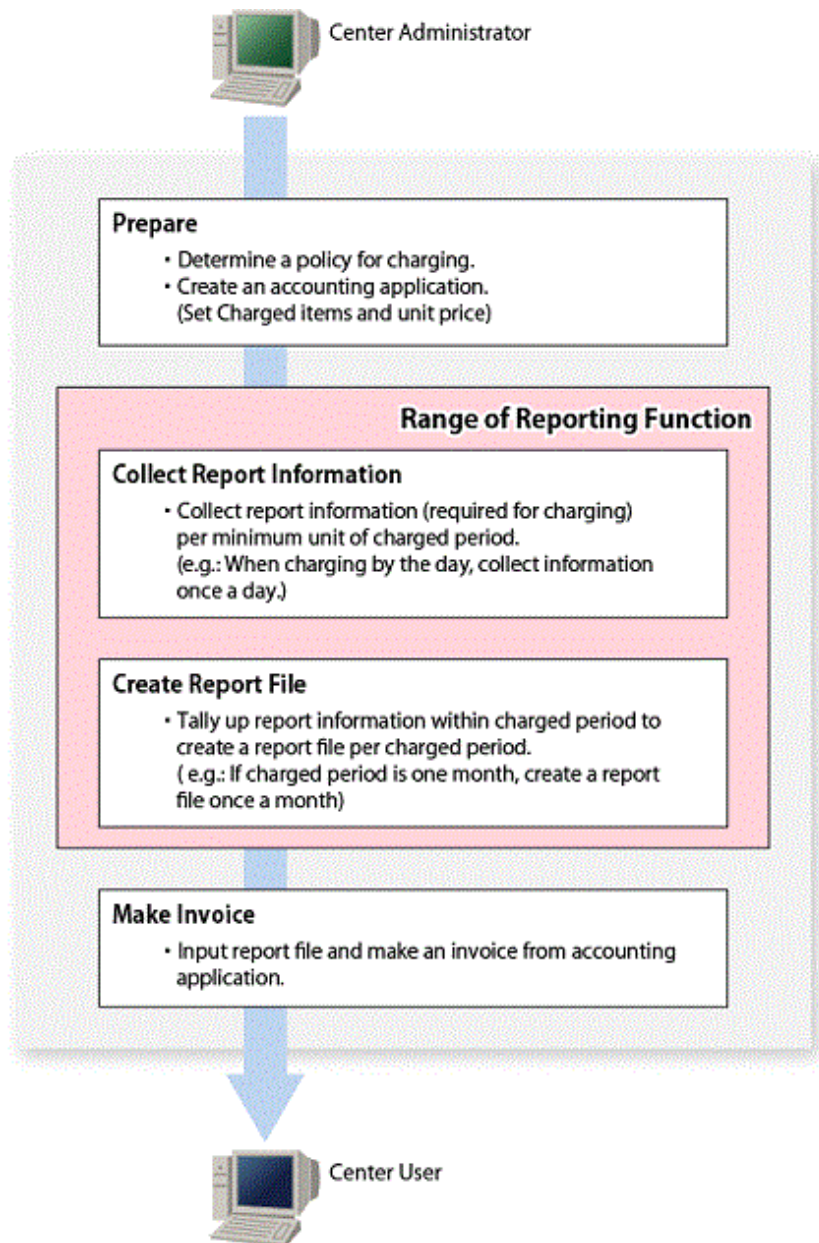 Center Administrator
Prepare
・Determine a policy for charging.
・Create an accounting application.
(Set Charged items and unit price)
Range of Reporting Function
Collect Report Information
・Collect report information (required for charging)
per minimum unit of charged period.
(e.g.: When charging by the day, collect information
once a day.)
Create Report File
・Tally up report information within charged period to
create a report file per charged period.
( e.g.: If charged period is one month, create a report
file once a month)
Make Invoice
・Input report file and make an invoice from accounting
application.
Center User